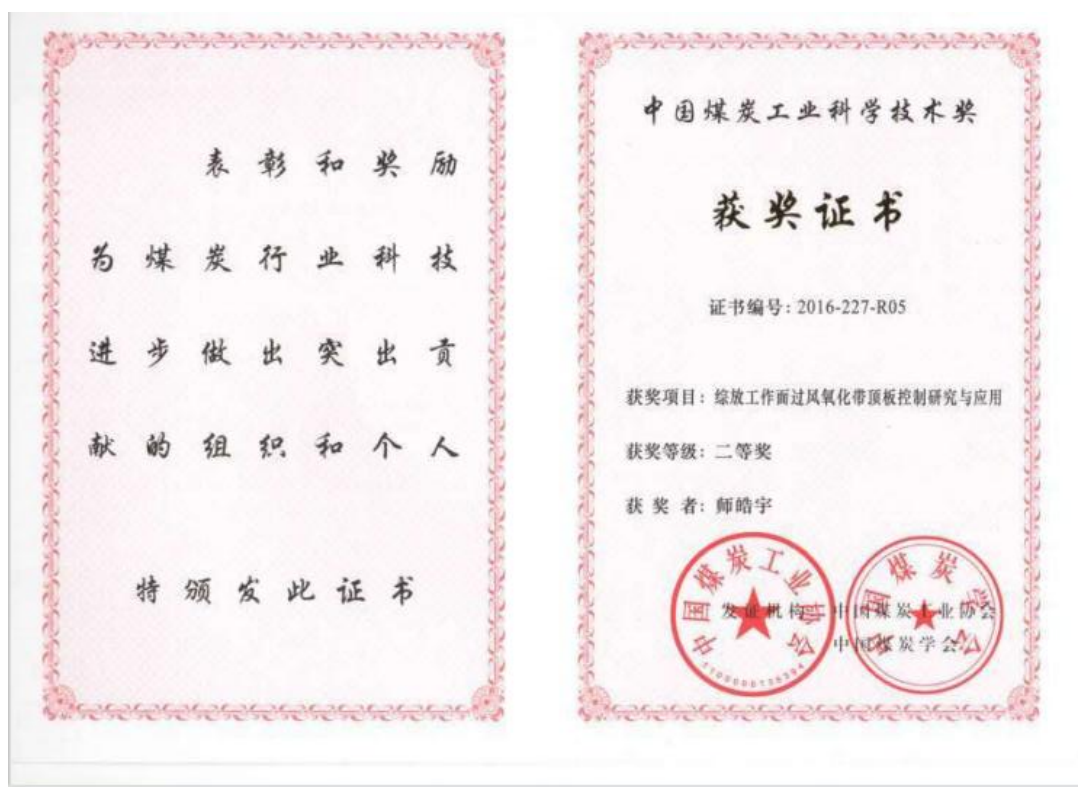 表彰和奖励
为煤炭行业科技
进步做出突出贡
献的组织和个人
特颁发此证书
中国煤炭工业科学技术奖
获奖证书
证书编号：2016-227-R05
获奖项目：综放工作面过风氧化带顶板控制研究与应用
获奖等级：二等奖
获奖者：师皓宇
发证机构 中国煤炭工业协会
中国煤炭学会
中国煤炭工业协会
中国煤炭学会